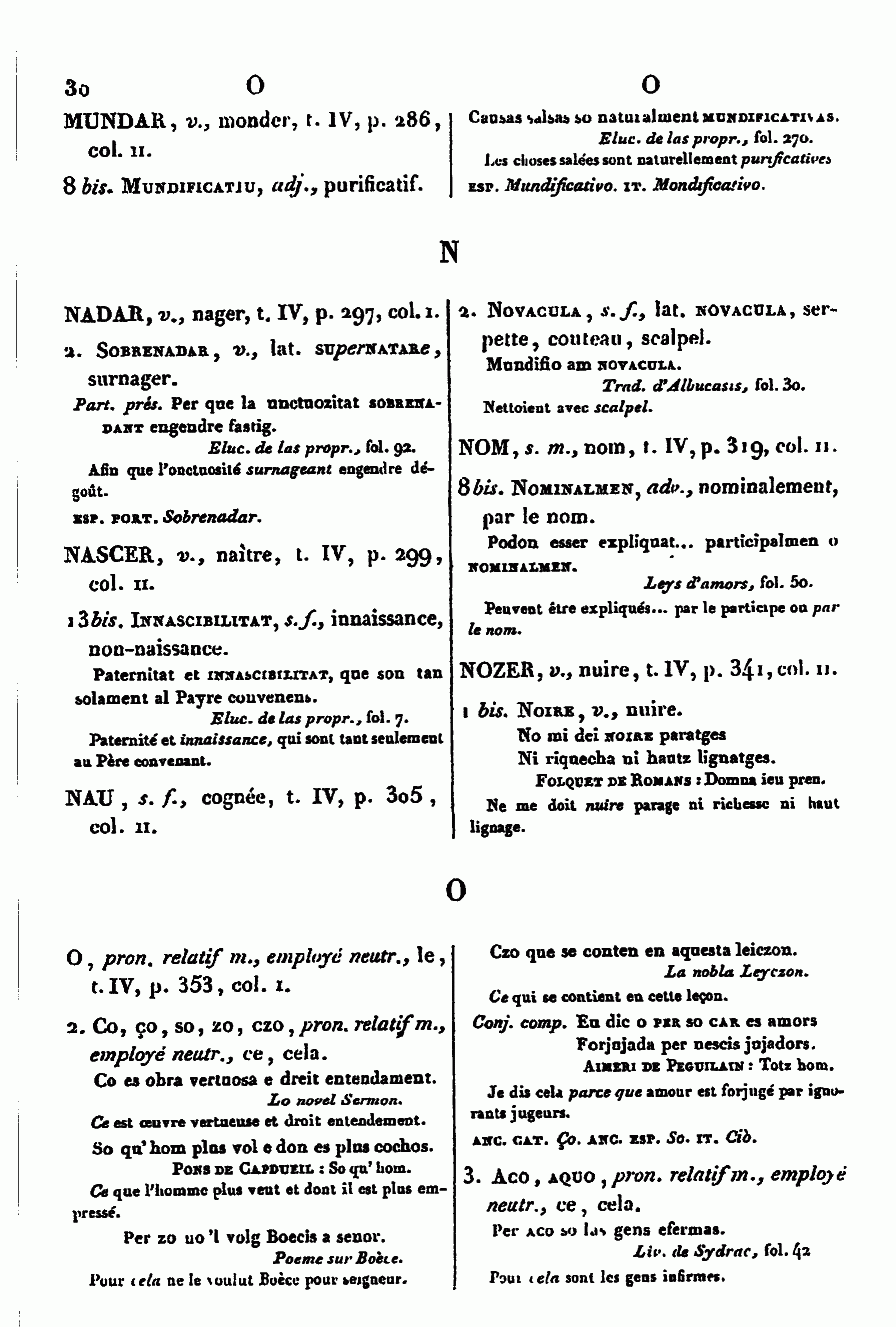 30 O O
MUNDAR, v., monder, t. IV, p. 286,
col. II.
8 bis. MUNDIFICATIU, adj., purificatif.
Causas salsas so naturalment MUNDIFICATIVAS.
Eluc. de las propr., fol. 270.
Les choses salées sont naturellement purificatives
ESP. Mundificativo. IT. Mondificativo.
N
NADAR, v., nager, t. IV, p. 297, col. I.
2. SOBRENADAR, v., lat. supERNATARe,
surnager.
Part. prés. Per que la unctuozitat SOBRENA-
DANT engendre fastig.
Eluc. de las propr., fol. 92.
Afin que l'onctuosité surnageant engendre dé-
goût.
ESP. PORT. Sobrenadar.
NASCER, v., naître, t. IV, p. 299,
col. II.
13 bis. INNASCIBILITAT, s. f., innaissance,
non-naissance.
Paternitat et INNASCIBILITAT, que son tan
solament al Payre convenens.
Eluc. de las propr., fol. 7.
Paternité et innaissance, qui sont tant seulement
au Père convenant.
NAU, s. f., cognée, t. IV, p. 305,
col. II.
2. NOVACULA, s. f., lat. NOVACULA, ser-
pette, couteau, scalpel.
Mundifio am NOVACULA.
Trad. d'Albucasis, fol. 30.
Nettoient avec scalpel.
NOM, s. m., nom, t. IV, p. 319, col. II.
8 bis. NOMINALMEN, adv., nominalement,
par le nom.
Podon esser expliquat... participalmen o
NOMINALMEN.
Leys d'amors, fol. 50.
Peuvent être expliqués... par le participe ou par
le nom.
NOZER, v., nuire, t. IV, p. 341, col. II.
1 bis. NOIRE, v., nuire.
No mi dei NOIRE paratges
Ni riquecha ni hautz lignatges.
FOLQUET DE ROMANS : Domna ieu pren.
Ne me doit nuire parage ni richesse ni haut
lignage.
O
O, pron. relatif m., employé neutr., le,
t. IV, p. 353, col. I.
2. CO, ÇO, SO, ZO, CZO, pron. relatif m.,
employé neutr., ce, cela.
Co es obra vertuosa e dreit entendament.
Lo novel Sermon.
Ce est œuvre vertueuse et droit entendement.
So qu' hom plus vol e don es plus cochos.
PONS DE CAPDUEIL : So qu' hom.
Ce que l'homme plus veut et dont il est plus em-
pressé.
Per zo no 'l volg Boecis a senor.
Poeme sur Boèce.
Pour cela ne le voulut Boèce pour seigneur.
Czo que se conten en aquesta leiczon.
La nobla Leyczon.
Ce qui se contient en cette leçon.
Conj. comp. En dic o PER SO CAR es amors
Forjujada per nescis jujadors.
AIMERI DE PEGUILAIN : Totz hom.
Je dis cela parce que amour est forjugé par igno-
rants jugeurs.
ANC. CAT. Ço. ANC. ESP. So. IT. Ciò.
3. ACO, AQUO, pron. relatif m., employé
neutr., ce, cela.
Per ACO so las gens efermas.
Liv. de Sydrac, fol. 42
Pour cela sont les gens infirmes.